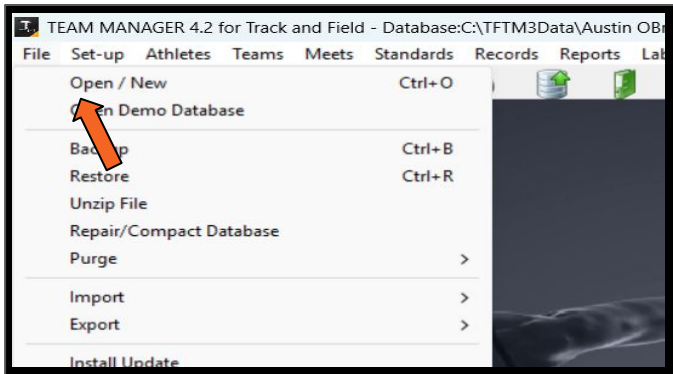 TEAM MANAGER 4.2 for Track and Field - Database:C:\TFTM3Data\Austin
File Set-up Athletes Teams Meets Standards Records Reports
Open / New Ctrl+O
Demo Database
Ctrl+B
Restore Ctrl+R
Unzip File
Repair/Compact Database
Purge >
Import >
Export >
Install Update